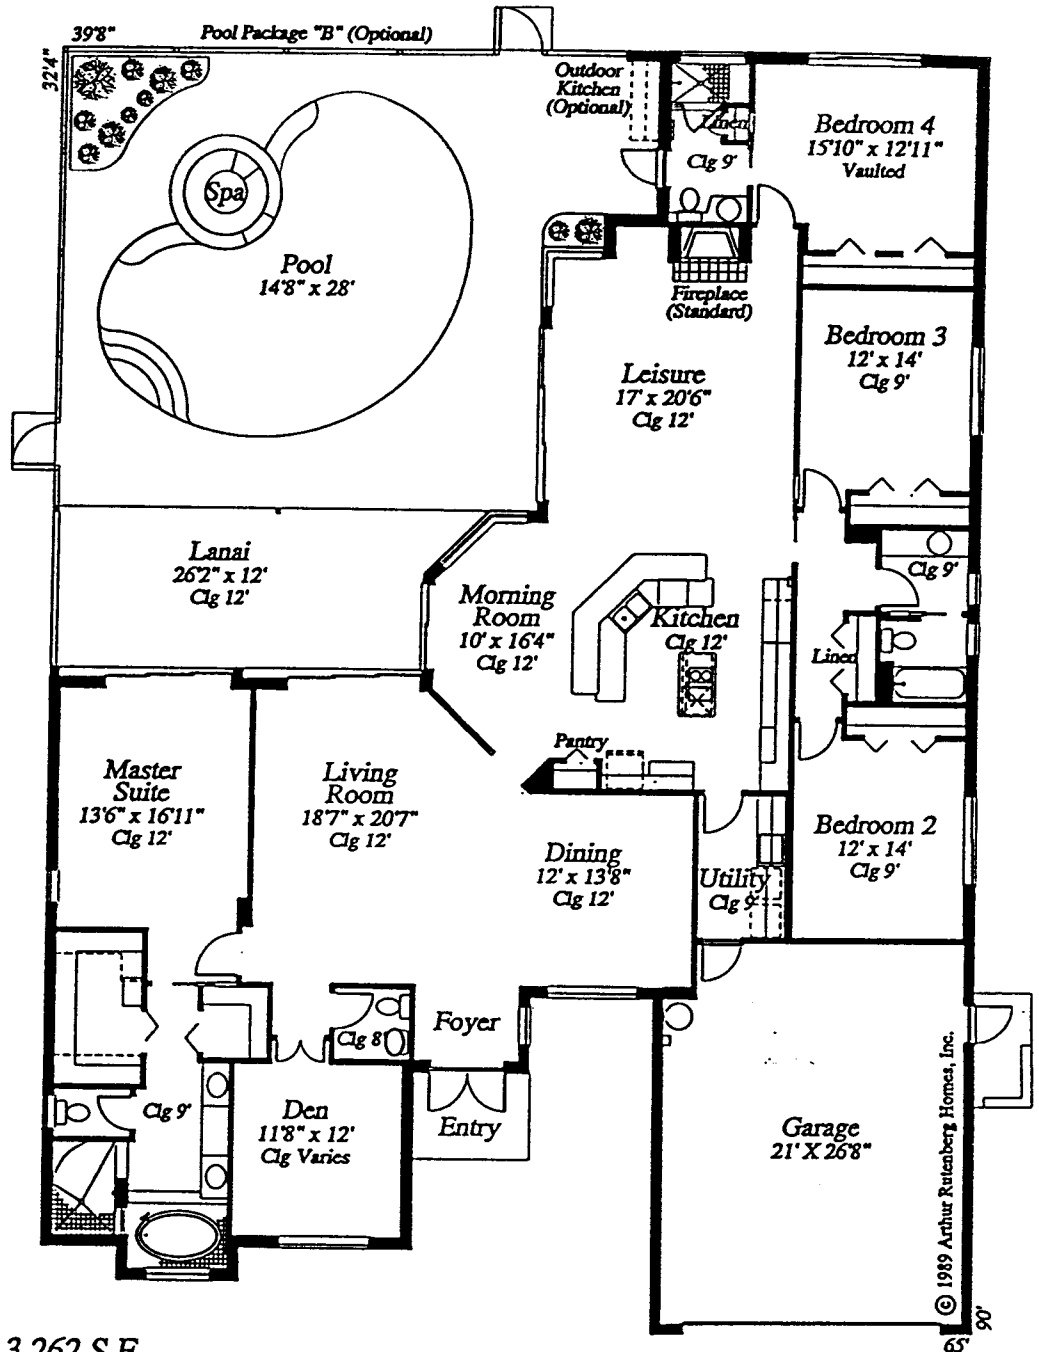 39'8"
Pool Package "B" (Optional)
32'4"
Outdoor
Kitchen
(Optional)
Linen
Clg 9'
Bedroom 4
15'10" x 12'11"
Vaulted
Spa
Pool
14'8" x 28'
Fireplace
(Standard)
Bedroom 3
12' x 14'
Clg 9'
Leisure
17' x 20'6"
Clg 12'
Lanai
26'2" x 12'
Clg 12'
Morning
Room
10' x 16'4"
Clg 12'
Kitchen
Clg 12'
Clg 9'
Linen
Pantry
Master
Suite
13'6" x 16'11"
Clg 12'
Living
Room
18'7" x 20'7"
Clg 12'
Dining
12' x 13'8"
Clg 12'
Utility
Clg 9'
Bedroom 2
12' x 14'
Clg 9'
Foyer
Clg 8'
Clg 9'
Den
11'8" x 12'
Clg Varies
Entry
Garage
21' X 26'8"
© 1989 Arthur Rutenberg Homes, Inc.
90'
65'
3,262 S.F.